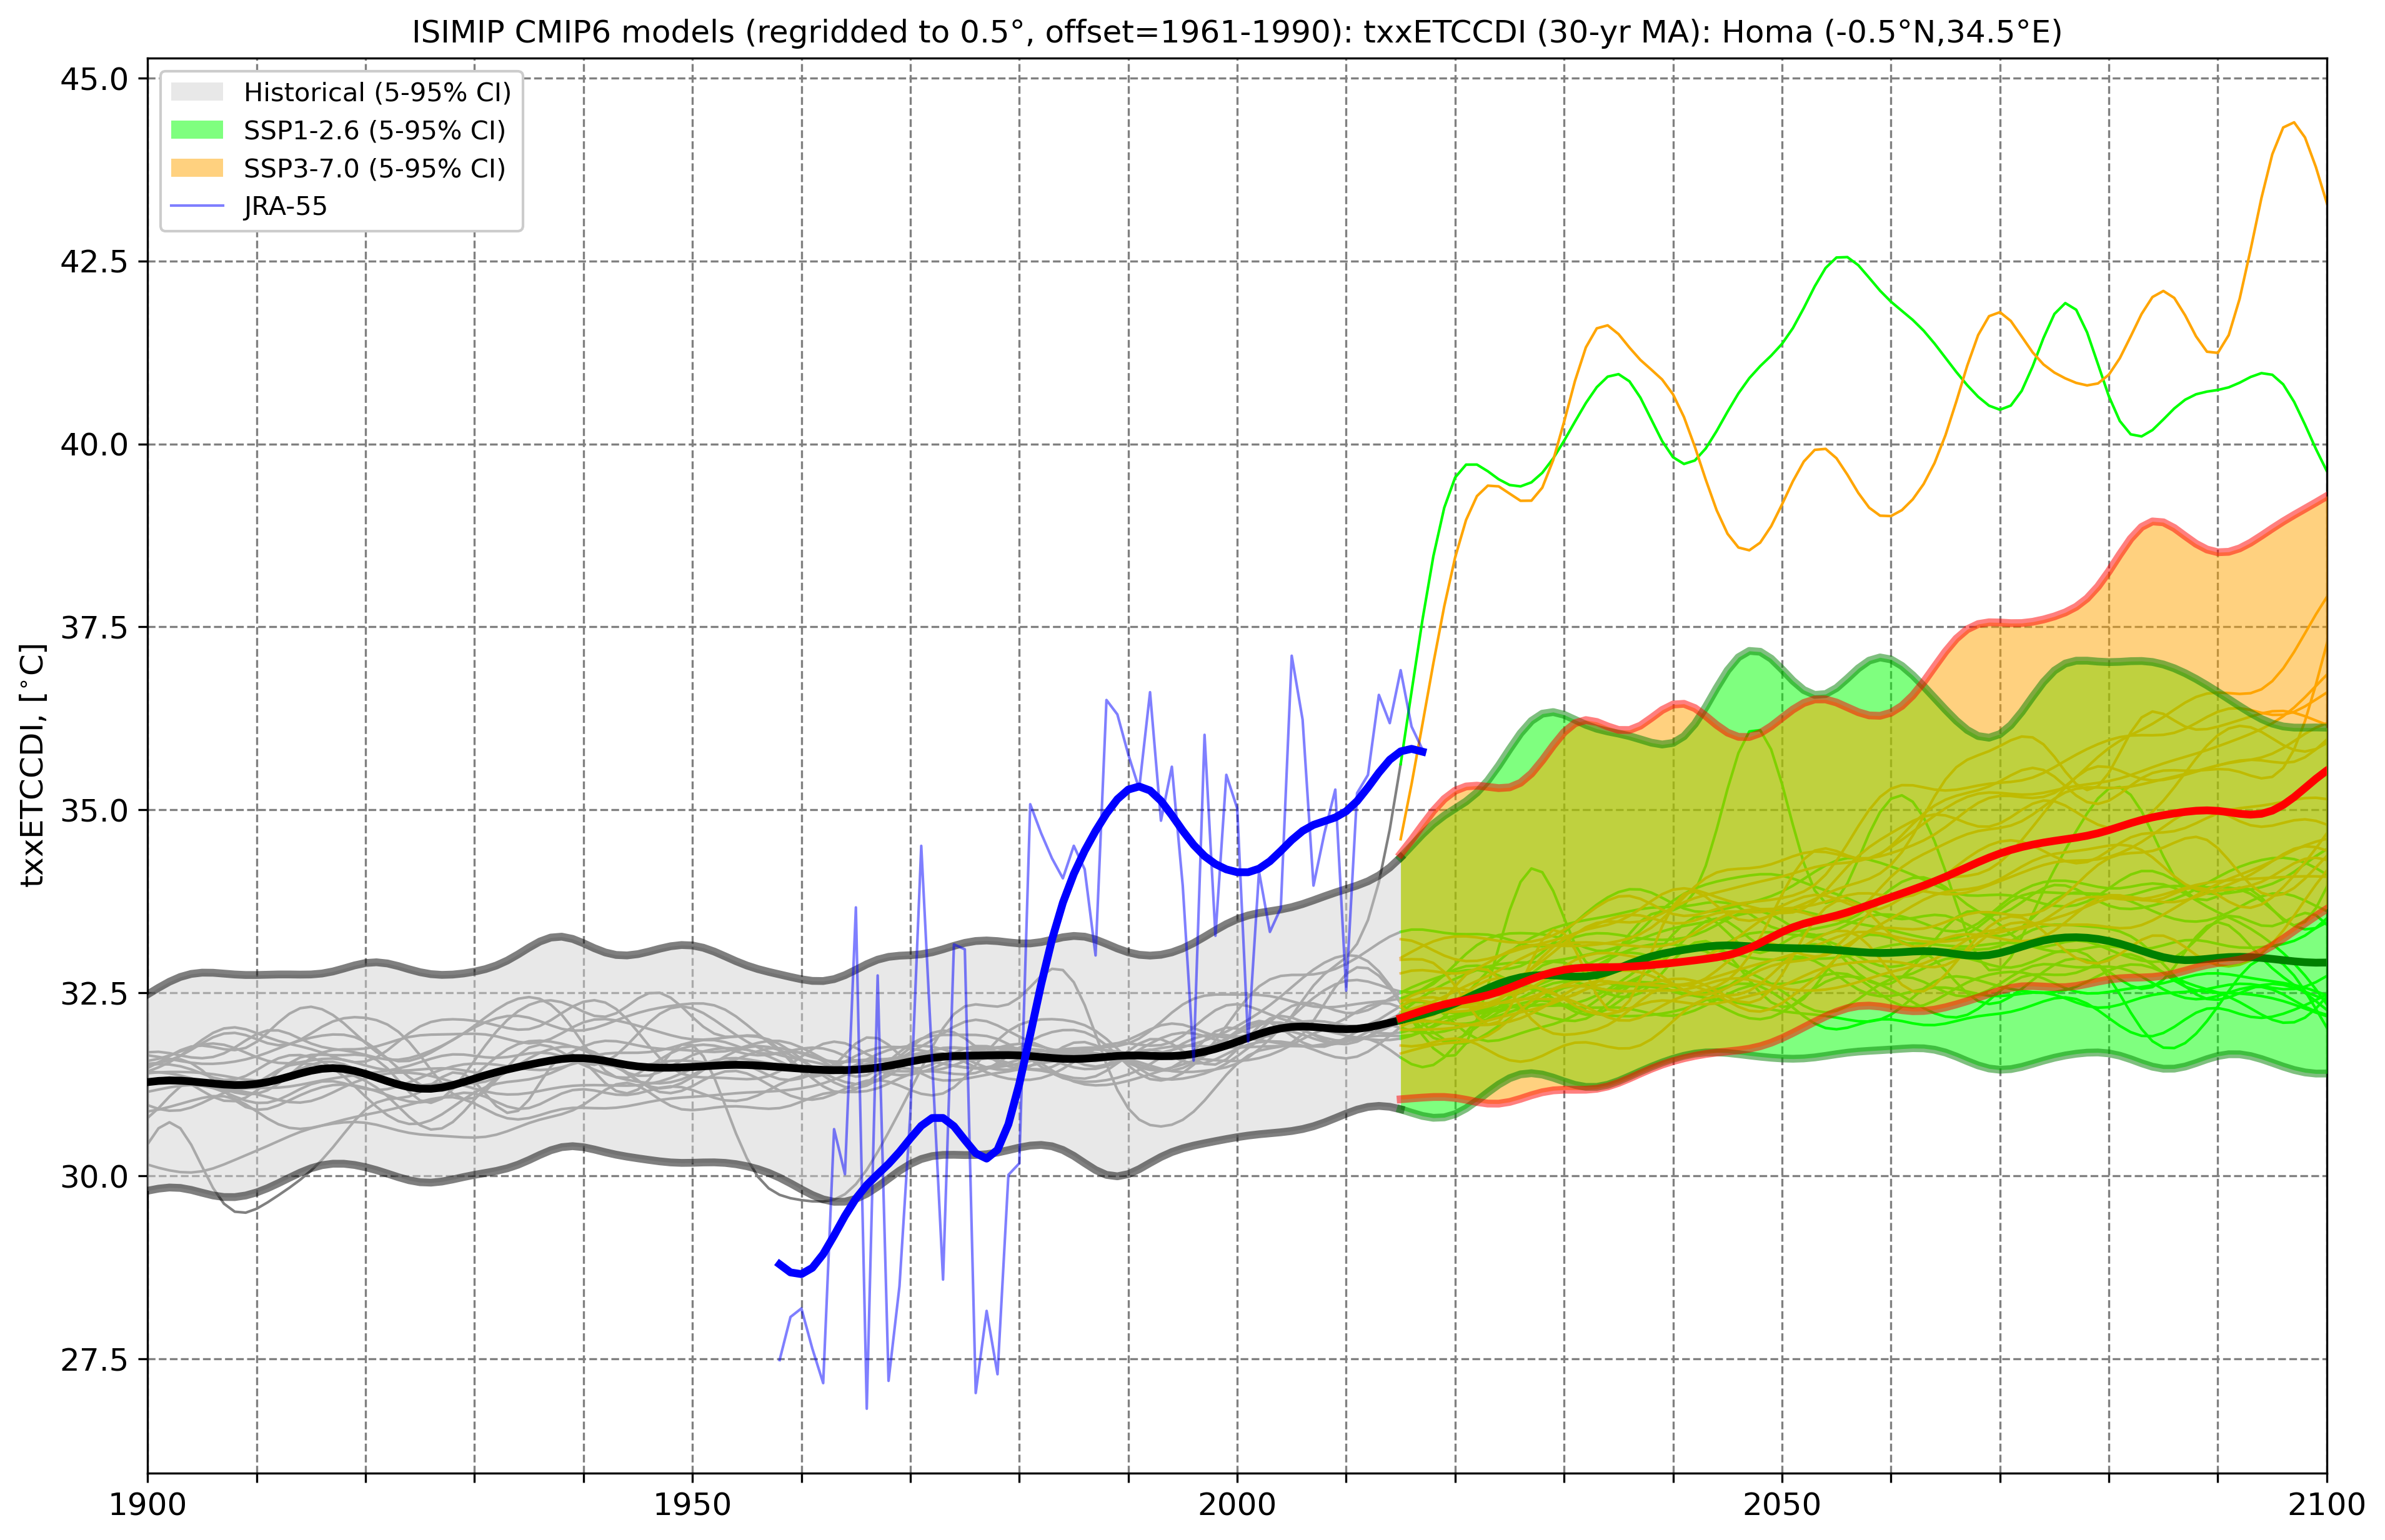 ISIMIP CMIP6 models (regridded to 0.5°, offset=1961-1990): txxETCCDI (30-yr MA): Homa (-0.5°N,34.5°E)
Historical (5-95% CI)
SSP1-2.6 (5-95% CI)
SSP3-7.0 (5-95% CI)
JRA-55
txxETCCDI, [°C]
45.0
42.5
40.0
37.5
35.0
32.5
30.0
27.5
1900 1950 2000 2050 2100